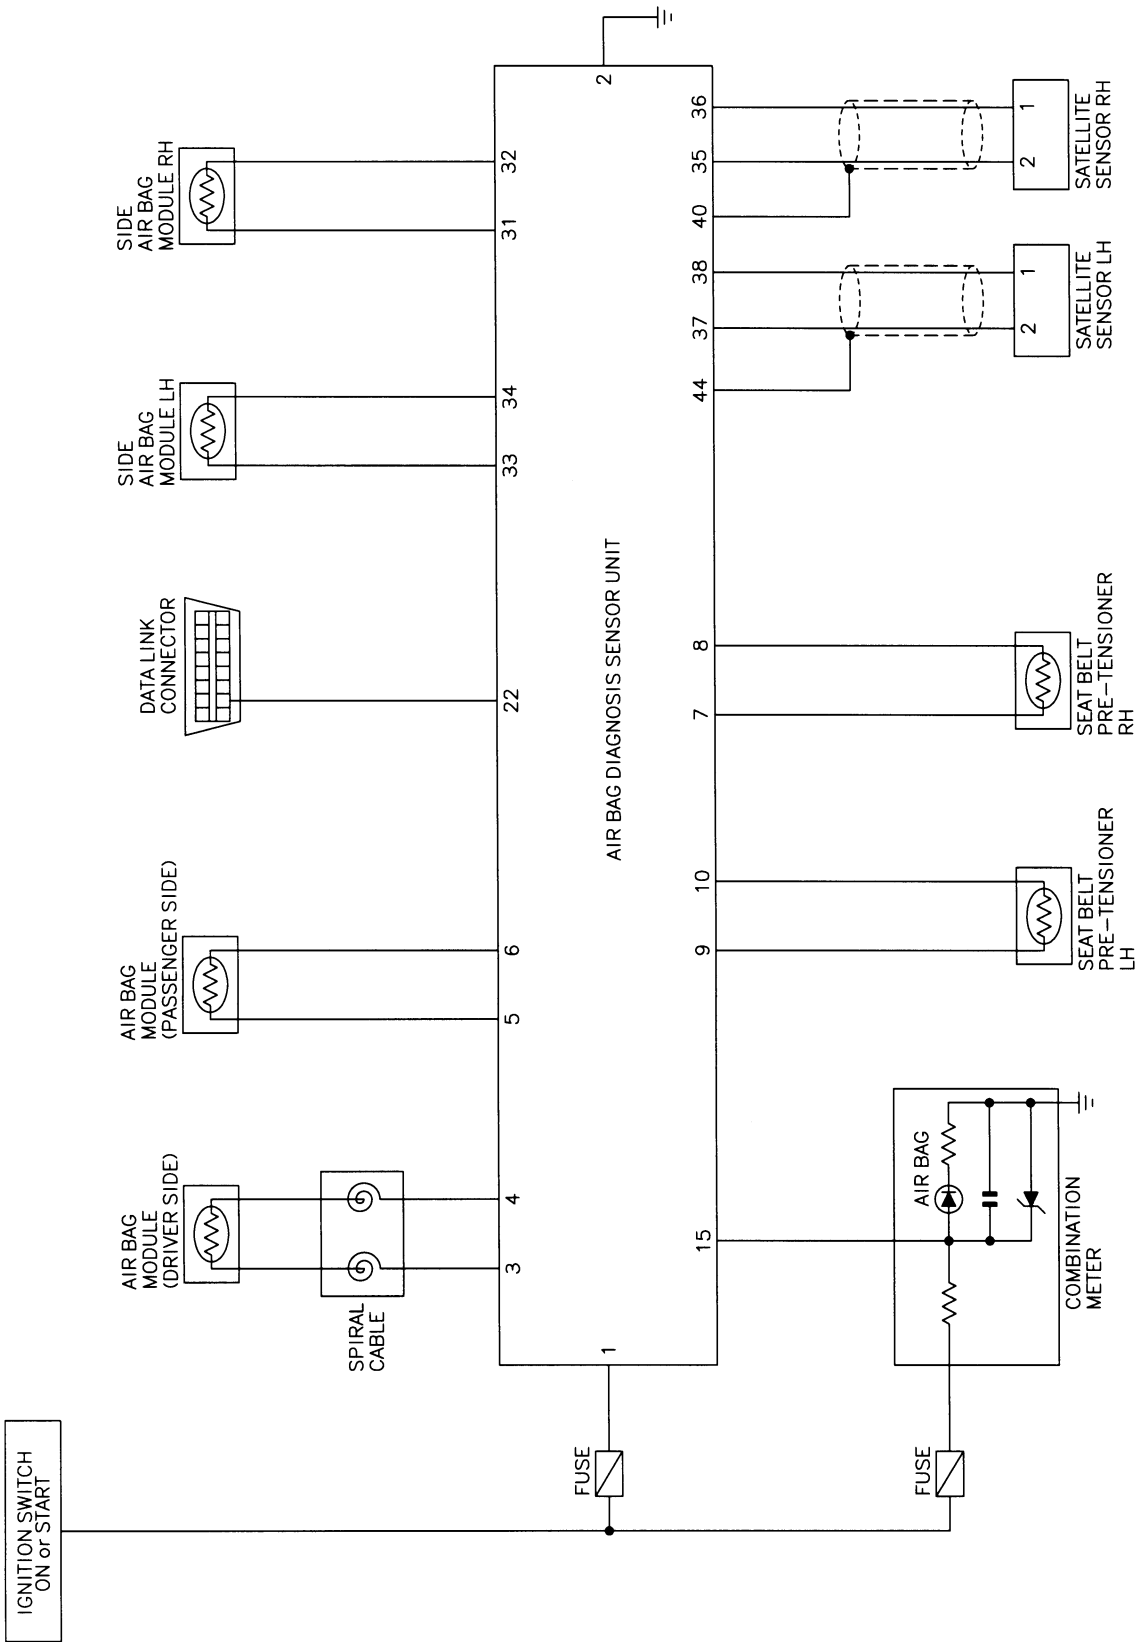 IGNITION SWITCH
ON or START
FUSE
FUSE
AIR BAG
MODULE
(DRIVER SIDE)
SPIRAL
CABLE
AIR BAG
MODULE
(PASSENGER SIDE)
DATA LINK
CONNECTOR
SIDE
AIR BAG
MODULE LH
SIDE
AIR BAG
MODULE RH
3
4
5
6
22
33
34
31
32
1
AIR BAG DIAGNOSIS SENSOR UNIT
2
15
9
10
7
8
44
37
38
40
35
36
AIR BAG
COMBINATION
METER
SEAT BELT
PRE-TENSIONER
LH
SEAT BELT
PRE-TENSIONER
RH
2
1
SATELLITE
SENSOR LH
2
1
SATELLITE
SENSOR RH